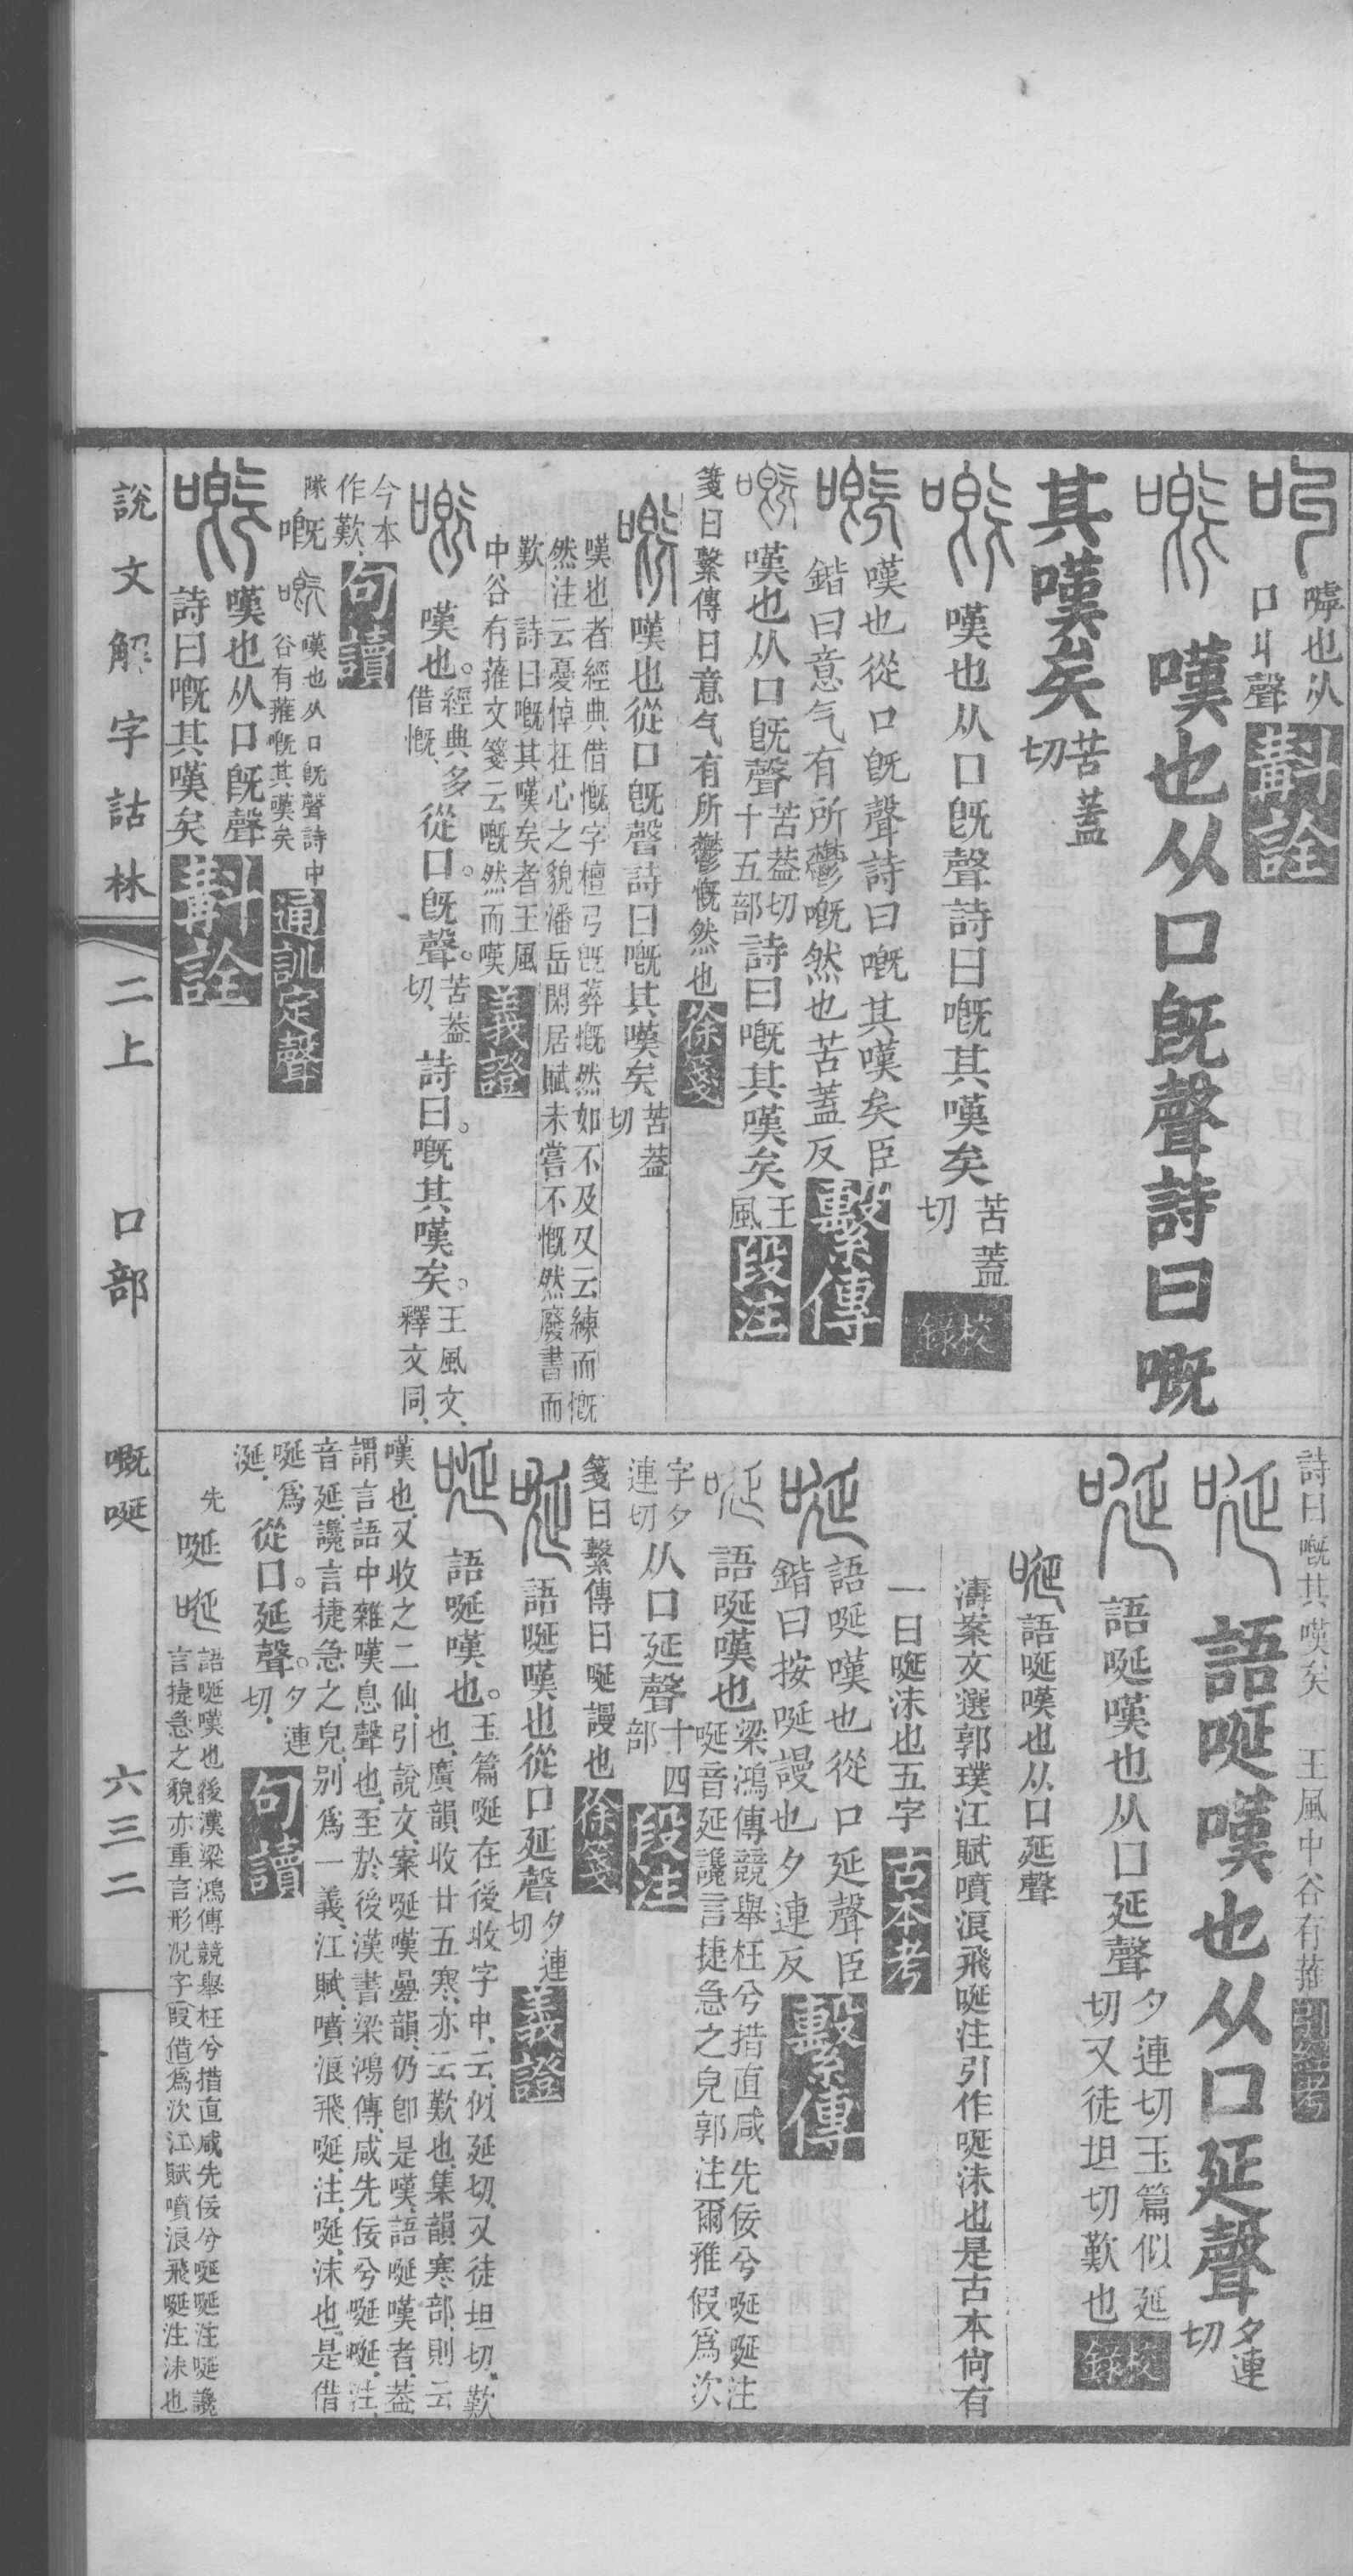 嘑也从
口丩聲 斠詮
嘆也从口旣聲詩曰嘅
其嘆矣 苦蓋
切
嘆也从口旣聲詩曰嘅其嘆矣 苦蓋
切 校錄
嘆也從口旣聲詩曰嘅其嘆矣臣
鍇曰意气有所鬱嘅然也苦蓋反 繫傳
嘆也从口旣聲 苦葢切
十五部 詩曰嘅其嘆矣 王
風 段注
箋曰繫傳曰意气有所鬱慨然也 徐箋
嘆也從口旣聲詩曰嘅其嘆矣 苦葢
切
嘆也者經典借慨字檀弓旣葬慨然如不及又云練而慨
然注云憂悼在心之貌潘岳閑居賦未嘗不慨然廢書而
歎 詩曰嘅其嘆矣者王風
中谷有蓷文箋云嘅然而嘆 義證
嘆也。 經典多
借慨、 從口。旣聲。 苦葢
切、 詩曰。嘅其嘆矣。 王風文、
釋文同、
今本
作歎、 句讀
隊 嘅 嘆也从口旣聲詩中
谷有蓷嘅其嘆矣 通訓定聲
嘆也从口旣聲
詩曰嘅其嘆矣 斠詮
說文解字詁林 二上 口部 嘅唌 六三二
詩曰嘅其嘆矣 王風中谷有蓷 引經考
語唌嘆也从口延聲 夕連
切
語唌嘆也从口延聲 夕連切玉篇似延
切又徒坦切歎也 校錄
語唌嘆也从口延聲
濤案文選郭璞江賦噴浪飛唌注引作唌沫也是古本尙有
一曰唌沫也五字 古本考
語唌嘆也從口延聲臣
鍇曰按唌謾也夕連反 繫傳
語唌嘆也 梁鴻傳競舉枉兮措直咸先佞兮唌唌注
唌音延讒言捷急之皃郭注爾雅假爲次
字夕
連切 从口延聲 十四
部 段注
箋曰繫傳曰唌謾也 徐箋
語唌嘆也從口延聲 夕連
切 義證
語唌嘆也。 玉篇唌在後收字中、云、似延切、又徒坦切、歎
也、廣韻收廿五寒、亦云歎也、集韻寒部、則云
嘆也、又收之二仙、引說文、案唌嘆曡韻、仍卽是嘆、語唌嘆者、葢
謂言語中雜嘆息聲也、至於後漢書梁鴻傳、咸先佞兮唌唌、注、
音延、讒言捷急之皃、別爲一義、江賦、噴浪飛唌、注、唌、沫也、是借
唌爲
涎、 從口。延聲。 夕連
切、 句讀
先 唌 語唌嘆也後漢梁鴻傳競舉枉兮措直咸先佞兮唌唌注唌讒
言捷急之貌亦重言形況字叚借爲次江賦噴浪飛唌注沫也